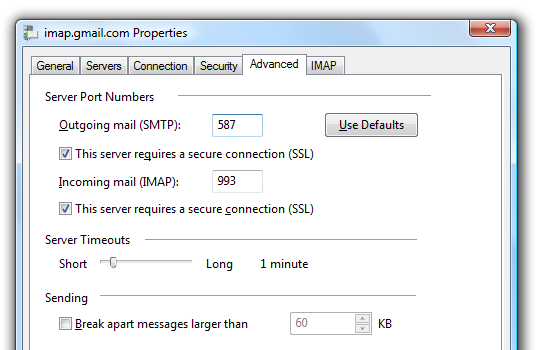 imap.gmail.com Properties
General Servers Connection Security Advanced IMAP
Server Port Numbers
Outgoing mail (SMTP): 587 Use Defaults
This server requires a secure connection (SSL)
Incoming mail (IMAP): 993
This server requires a secure connection (SSL)
Server Timeouts
Short Long 1 minute
Sending
Break apart messages larger than 60 KB